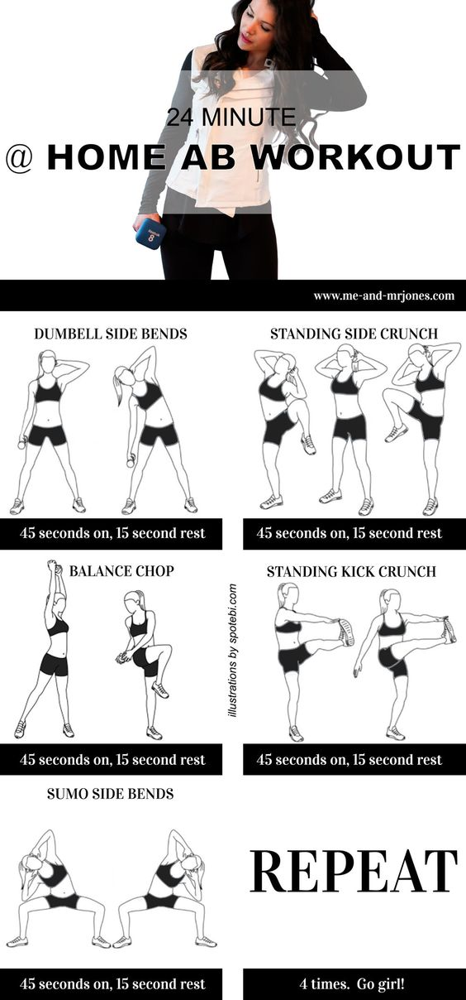 24 MINUTE
@ HOME AB WORKOUT
Reebok
8
www.me-and-mrjones.com
DUMBELL SIDE BENDS
45 seconds on, 15 second rest
STANDING SIDE CRUNCH
45 seconds on, 15 second rest
BALANCE CHOP
45 seconds on, 15 second rest
illustrations by spotebi.com
STANDING KICK CRUNCH
45 seconds on, 15 second rest
SUMO SIDE BENDS
45 seconds on, 15 second rest
REPEAT
4 times. Go girl!